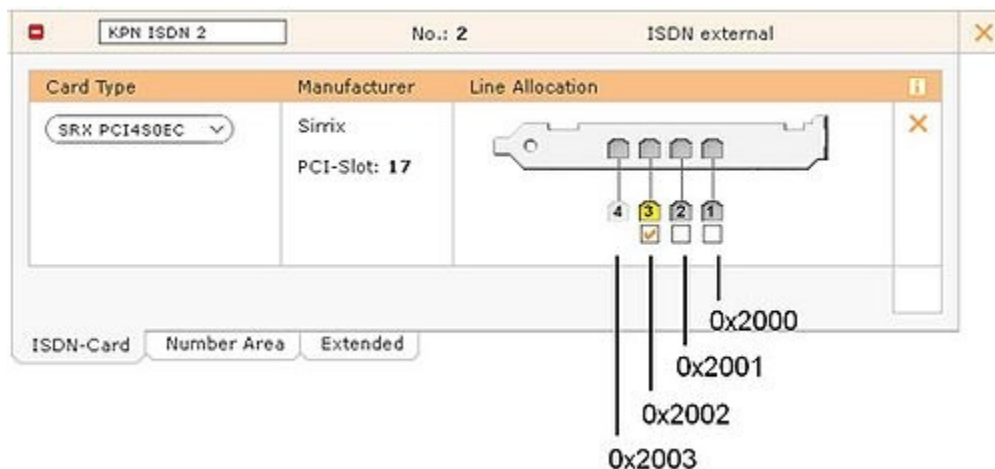 KPN ISDN 2 No.: 2 ISDN external
Card Type Manufacturer Line Allocation i
SRX PCI4S0EC Sirrix
PCI-Slot: 17
4 3 2 1
0x2000
ISDN-Card Number Area Extended
0x2001
0x2002
0x2003